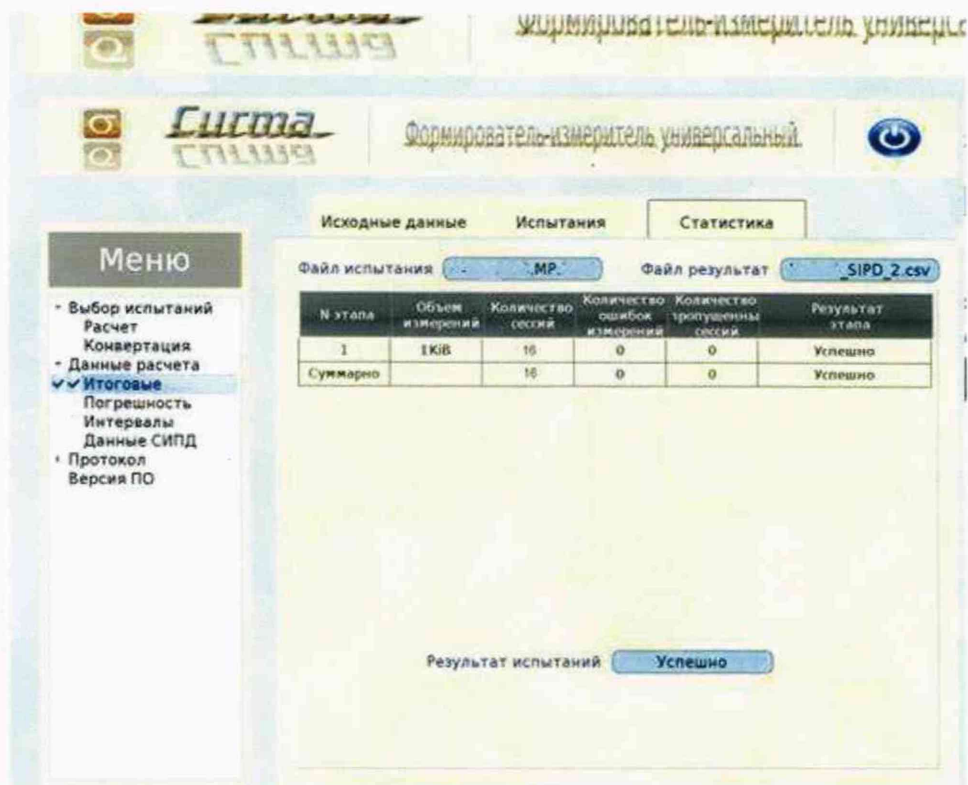 Формирователь-измеритель универса
Сигма
Формирователь-измеритель универсальный.
Исходные данные Испытания Статистика
Меню
Файл испытания .MP. Файл результат _SIPD_2.csv
Выбор испытаний
Расчет
Конвертация
Данные расчета
Итоговые
Погрешность
Интервалы
Данные СИПД
Протокол
Версия ПО
N этапа Объем измерений Количество сессий Количество ошибок измерений Количество пропущенны сессий Результат этапа
1 1KiB 16 0 0 Успешно
Суммарно 16 0 0 Успешно
Результат испытаний Успешно